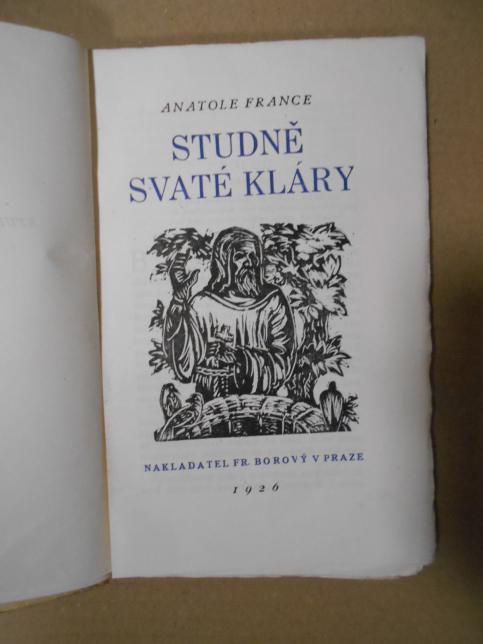 ANATOLE FRANCE
STUDNĚ
SVATÉ KLÁRY
NAKLADATEL FR. BOROVÝ V PRAZE
1926